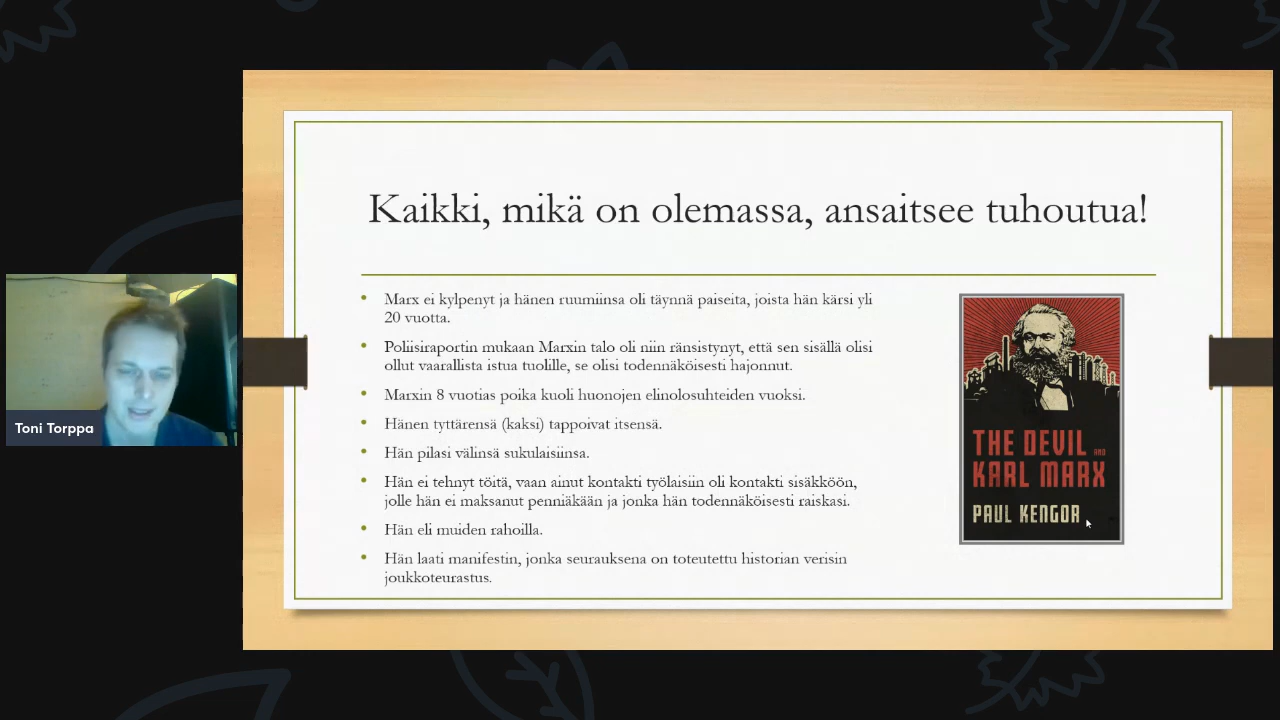 Kaikki, mikä on olemassa, ansaitsee tuhoutua!
• Marx ei kylpenyt ja hänen ruumiinsa oli täynnä paiseita, joista hän kärsi yli
20 vuotta.
• Poliisiraportin mukaan Marxin talo oli niin ränsistynyt, että sen sisällä olisi
ollut vaarallista istua tuolille, se olisi todennäköisesti hajonnut.
• Marxin 8 vuotias poika kuoli huonojen elinolosuhteiden vuoksi.
• Hänen tyttärensä (kaksi) tappoivat itsensä.
• Hän pilasi välinsä sukulaisiinsa.
• Hän ei tehnyt töitä, vaan ainut kontakti työlaisiin oli kontakti sisäkköön,
jolle hän ei maksanut penniäkään ja jonka hän todennäköisesti raiskasi.
• Hän eli muiden rahoilla.
• Hän laati manifestin, jonka seurauksena on toteutettu historian verisin
joukkoteurastus.
THE DEVIL AND
KARL MARX
PAUL KENGOR
Toni Torppa